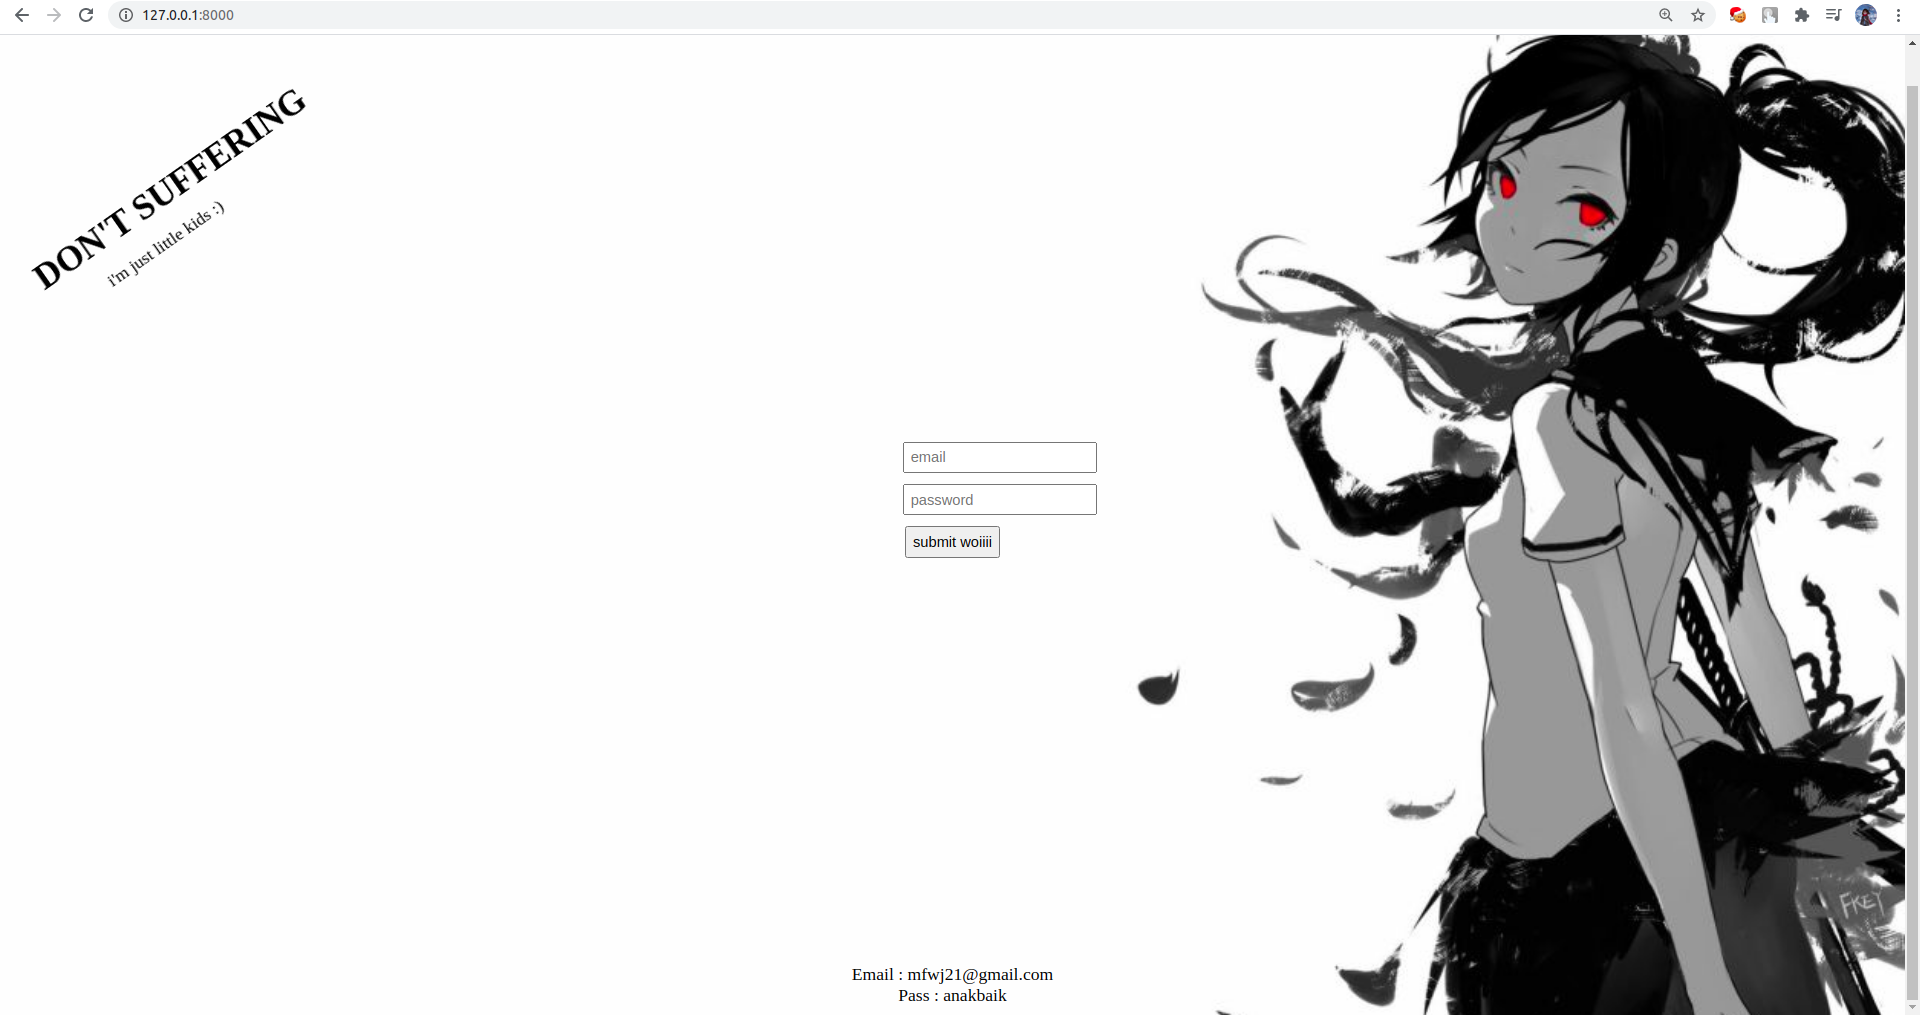 127.0.0.1:8000
DON'T SUFFERING
i'm just little kids :)
email
password
submit woiiii
FKEY
Email : mfwj21@gmail.com
Pass : anakbaik